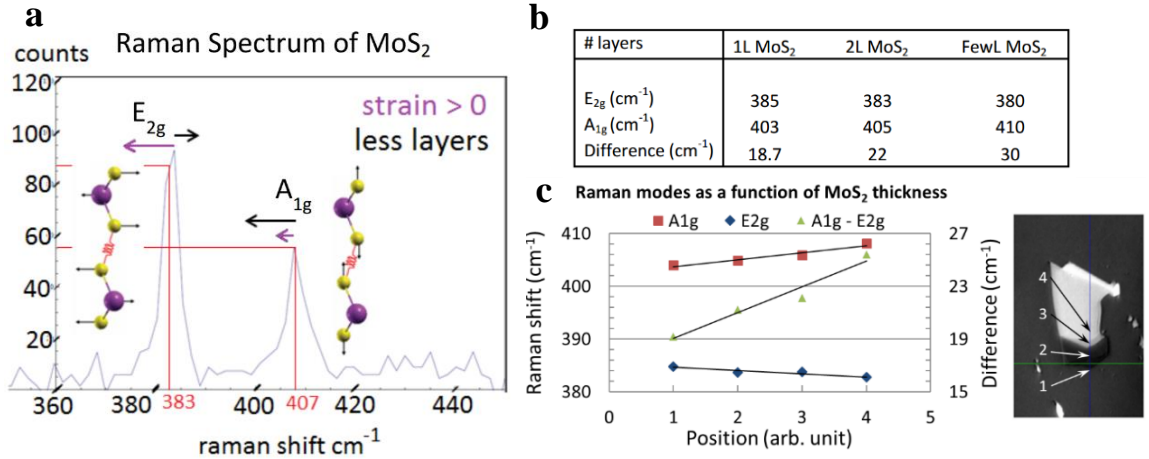 a
Raman Spectrum of MoS2
counts
120
100
80
60
40
20
E2g
A1g
strain > 0
less layers
360
380
383
400
407
420
440
raman shift cm-1
b
# layers 1L MoS2 2L MoS2 FewL MoS2
E2g (cm-1) 385 383 380
A1g (cm-1) 403 405 410
Difference (cm-1) 18.7 22 30
c
Raman modes as a function of MoS2 thickness
A1g E2g A1g - E2g
Raman shift (cm-1)
410
400
390
380
27
23
19
15
Difference (cm-1)
0 1 2 3 4 5
Position (arb. unit)
4
3
2
1